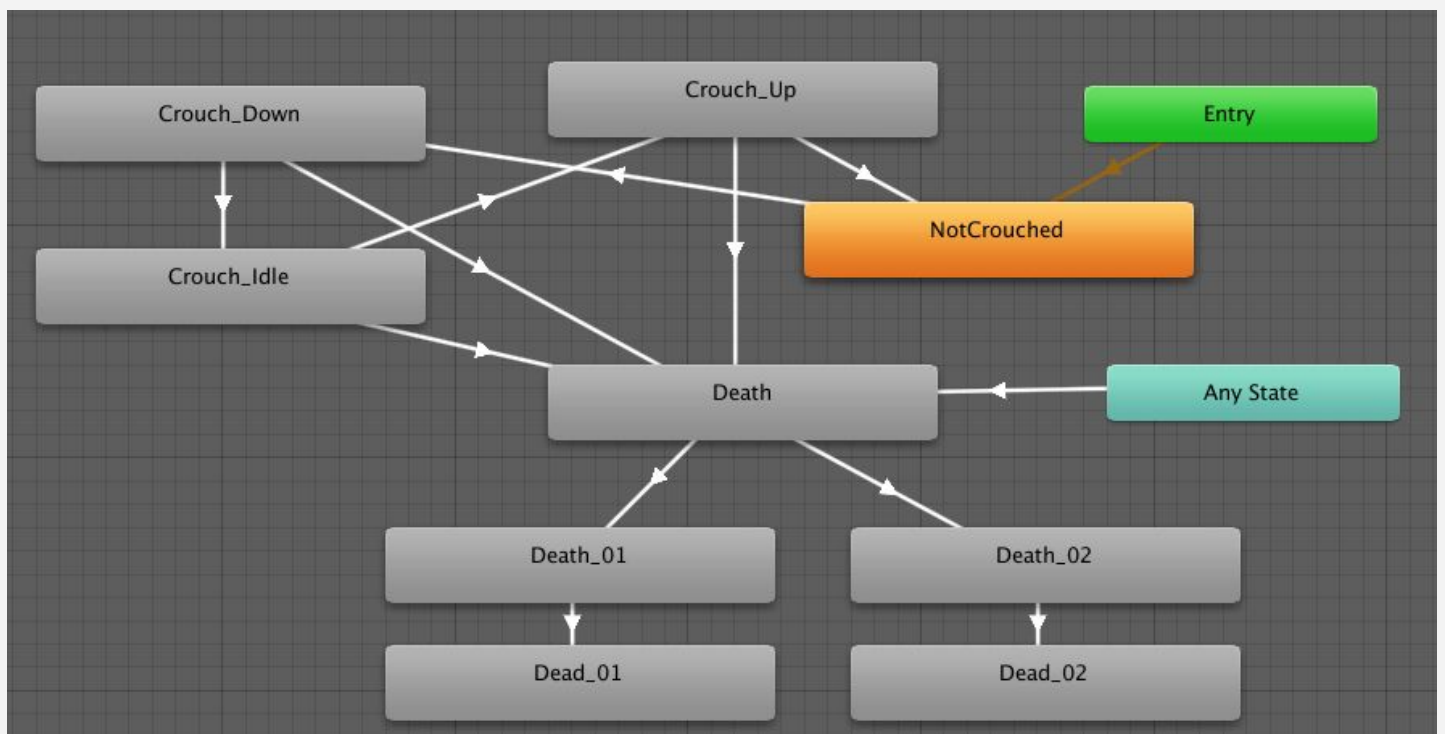 Crouch_Up
Crouch_Down
Entry
NotCrouched
Crouch_Idle
Death
Any State
Death_01
Death_02
Dead_01
Dead_02